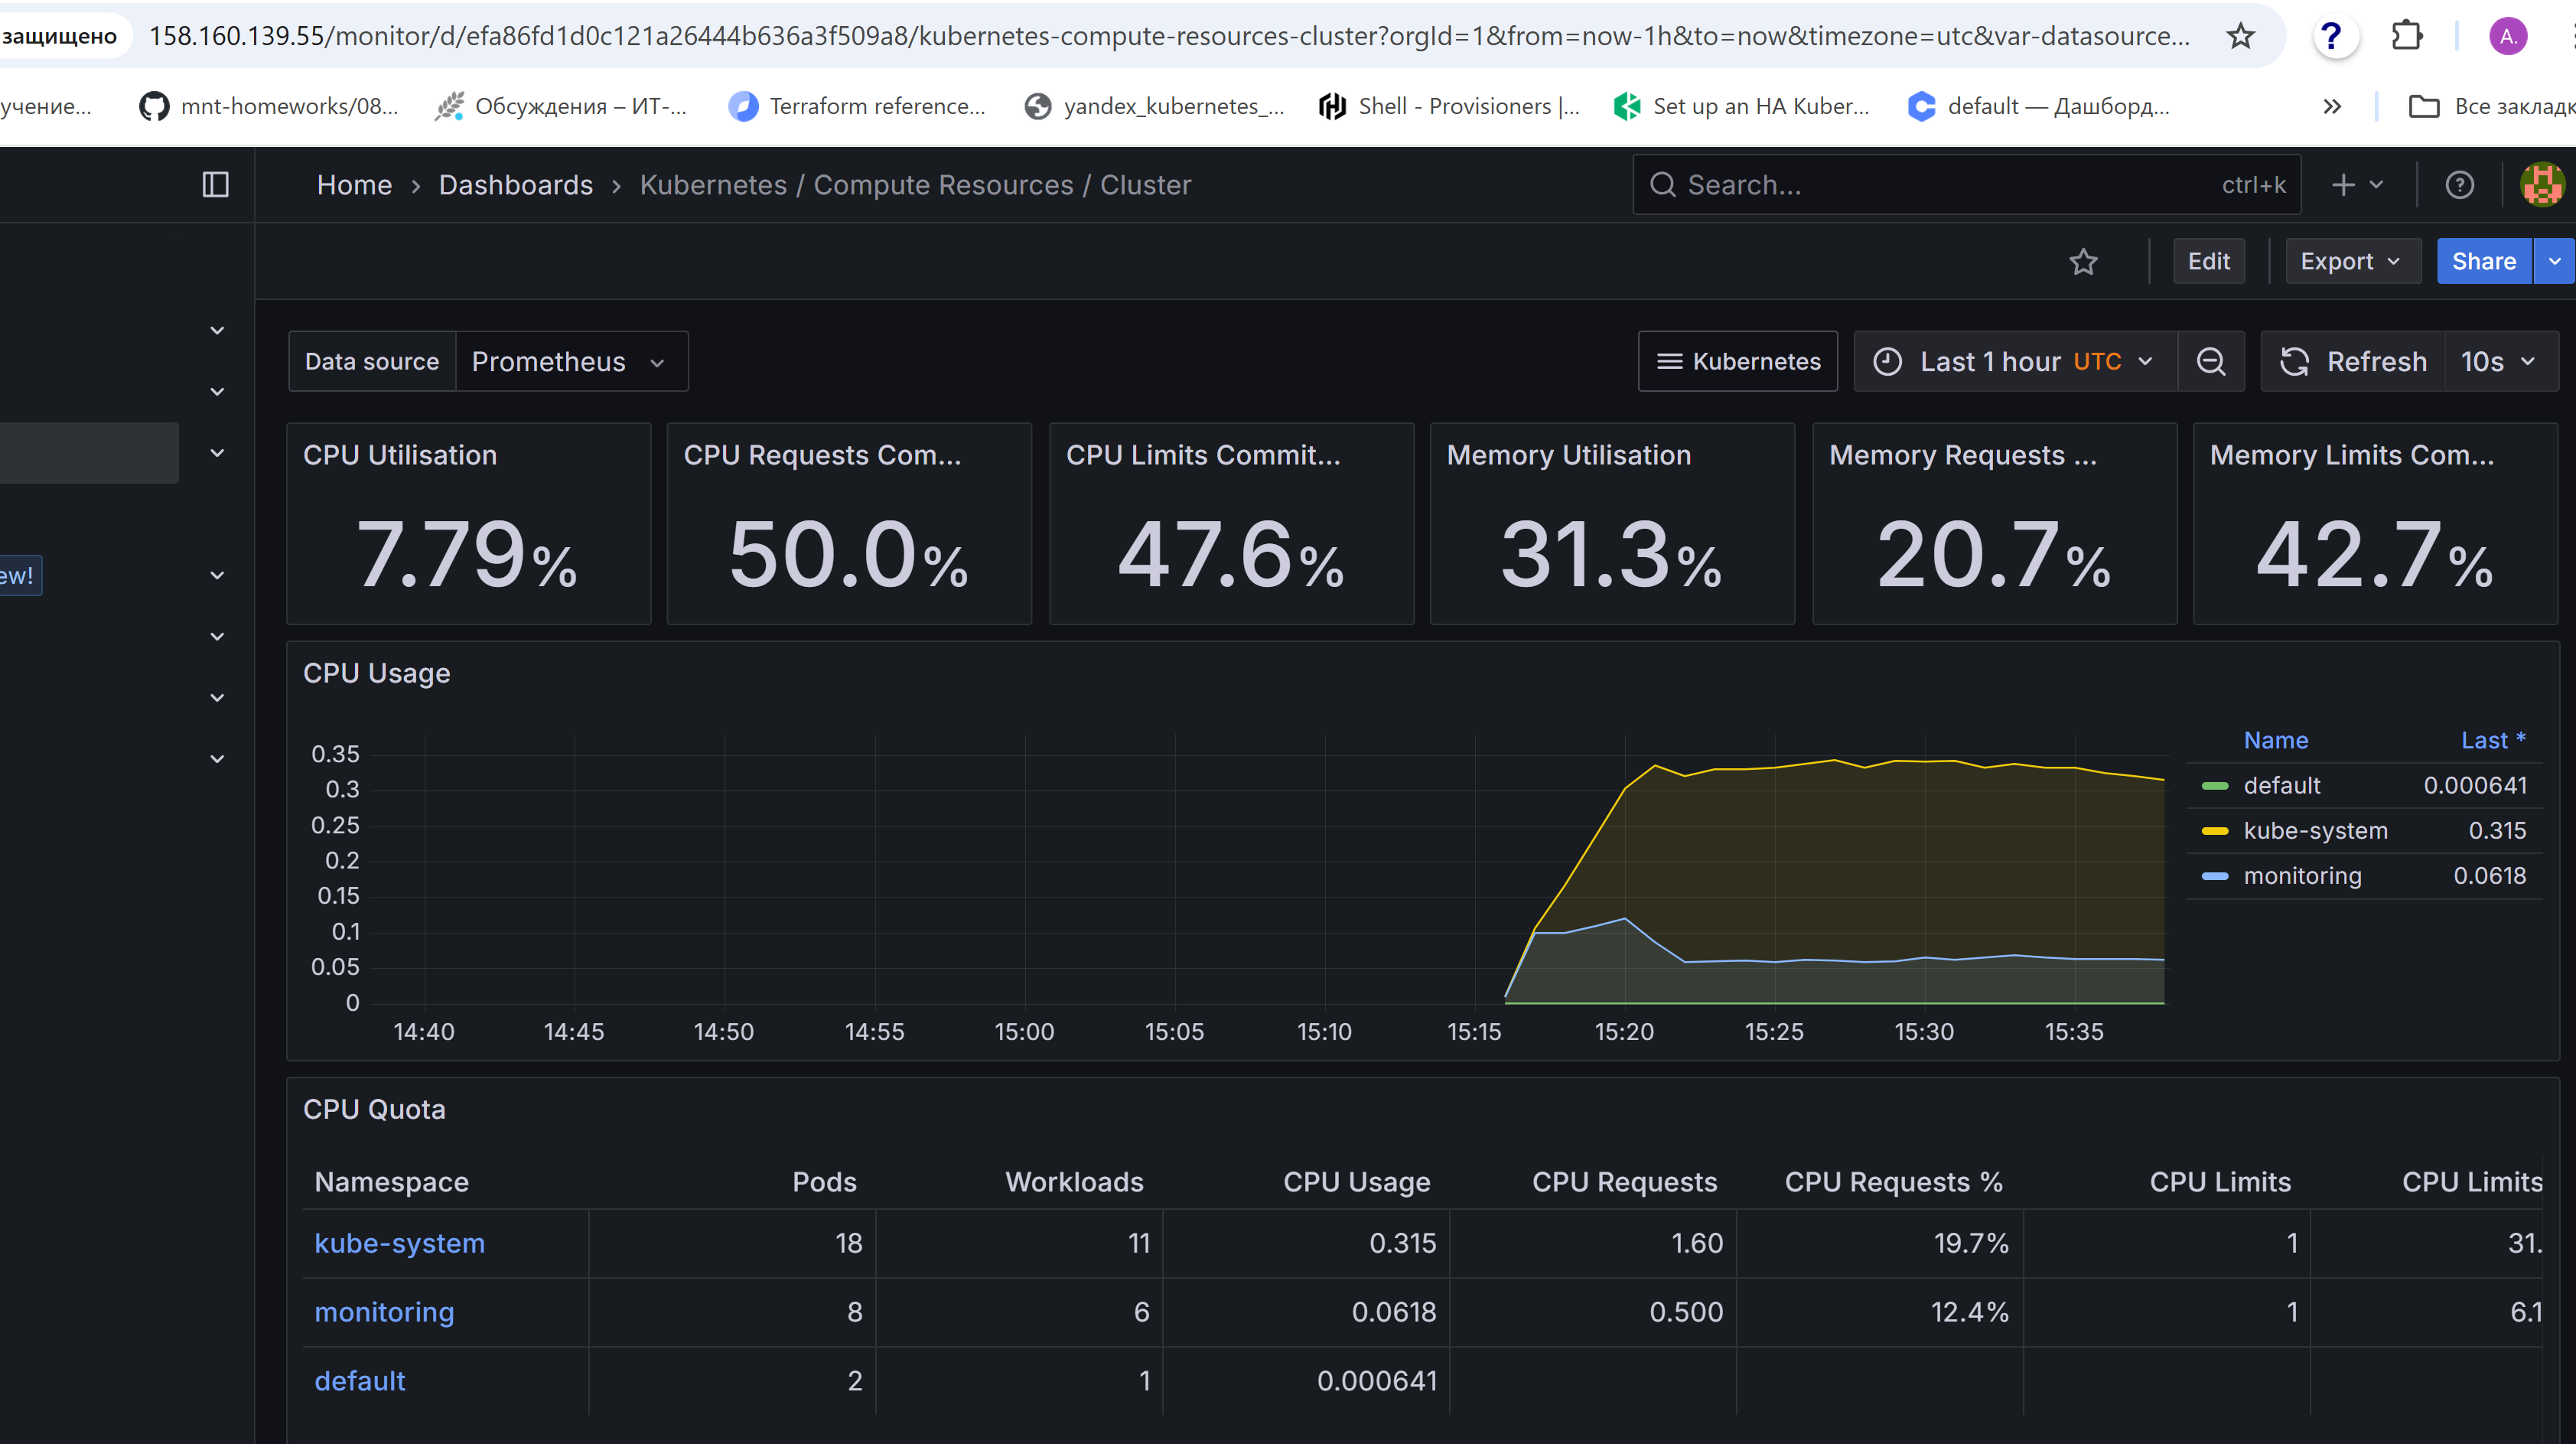 защищено 158.160.139.55/monitor/d/efa86fd1d0c121a26444b636a3f509a8/kubernetes-compute-resources-cluster?orgId=1&from=now-1h&to=now&timezone=utc&var-datasource... ? A.
учение... mnt-homeworks/08... Обсуждения – ИТ-... Terraform reference... yandex_kubernetes_... Shell - Provisioners |... Set up an HA Kuber... default — Дашборд... » Все заклад
Home › Dashboards › Kubernetes / Compute Resources / Cluster Search... ctrl+k
Edit Export Share
Data source Prometheus Kubernetes Last 1 hour UTC Refresh 10s
CPU Utilisation CPU Requests Com... CPU Limits Commit... Memory Utilisation Memory Requests ... Memory Limits Com...
7.79% 50.0% 47.6% 31.3% 20.7% 42.7%
ew!
CPU Usage
0.35
0.3
0.25
0.2
0.15
0.1
0.05
0
14:40 14:45 14:50 14:55 15:00 15:05 15:10 15:15 15:20 15:25 15:30 15:35
Name Last *
default 0.000641
kube-system 0.315
monitoring 0.0618
CPU Quota
Namespace Pods Workloads CPU Usage CPU Requests CPU Requests % CPU Limits CPU Limits
kube-system 18 11 0.315 1.60 19.7% 1 31.
monitoring 8 6 0.0618 0.500 12.4% 1 6.1
default 2 1 0.000641